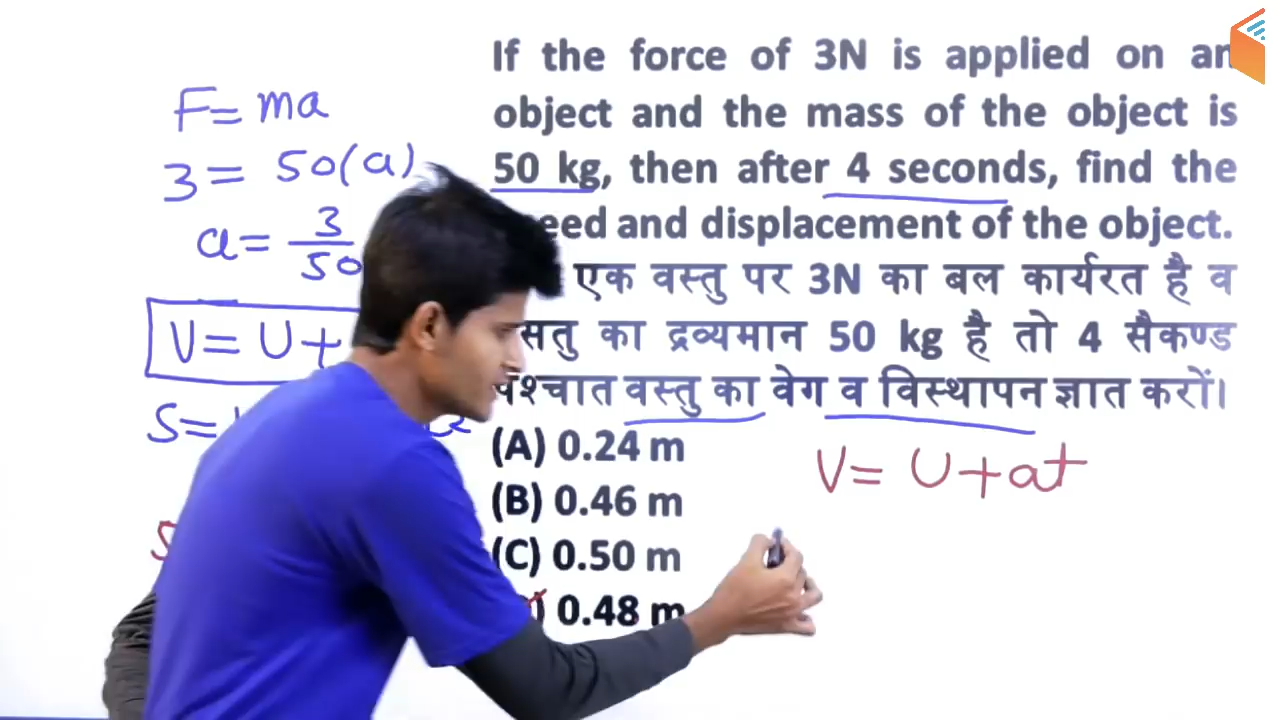 If the force of 3N is applied on an
object and the mass of the object is
50 kg, then after 4 seconds, find the
and displacement of the object.
एक वस्तु पर 3N का बल कार्यरत है व
का द्रव्यमान 50 kg है तो 4 सैकण्ड
वस्तु का वेग व विस्थापन ज्ञात करों।
(A) 0.24 m
(B) 0.46 m
(C) 0.50 m
0.48 m
F= ma
3= 50(a)
a= 3/50
V= U+
S=
V= U+at